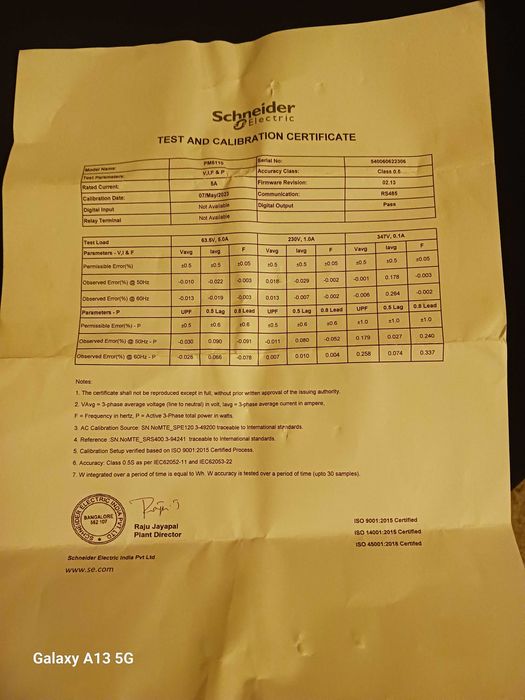 Schneider
Electric
TEST AND CALIBRATION CERTIFICATE
Model Name: PM5110 Serial No: 540060622306
Test Parameters: V,I,F & P Accuracy Class: Class 0.5
Rated Current: 5A Firmware Revision: 02.13
Calibration Date: 07/May/2023 Communication: RS485
Digital Input Not Available Digital Output Pass
Relay Terminal Not Available
Test Load 63.5V, 5.0A 230V, 1.0A 347V, 0.1A
Parameters - V,I & F Vavg Iavg F Vavg Iavg F Vavg Iavg F
Permissible Error(%) ±0.5 ±0.5 ±0.05 ±0.5 ±0.5 ±0.05 ±0.5 ±0.5 ±0.05
Observed Error(%) @ 50Hz -0.010 -0.022 -0.003 0.018 -0.029 -0.002 -0.001 0.178 -0.003
Observed Error(%) @ 60Hz -0.013 -0.019 -0.003 0.013 -0.007 -0.002 -0.006 0.264 -0.002
Parameters - P UPF 0.5 Lag 0.8 Lead UPF 0.5 Lag 0.8 Lead UPF 0.5 Lag 0.8 Lead
Permissible Error(%) - P ±0.5 ±0.6 ±0.6 ±0.5 ±0.6 ±0.6 ±1.0 ±1.0 ±1.0
Observed Error(%) @ 50Hz - P -0.030 0.090 -0.091 -0.011 0.080 -0.052 0.179 0.027 0.240
Observed Error(%) @ 60Hz - P -0.026 0.066 -0.078 0.007 0.010 0.004 0.258 0.074 0.337
Notes:
1. The certificate shall not be reproduced except in full, without prior written approval of the issuing authority.
2. VAvg = 3-phase average voltage (line to neutral) in volt, Iavg = 3-phase average current in ampere,
F = Frequency in hertz, P = Active 3-Phase total power in watts.
3. AC Calibration Source: SN.NoMTE_SPE120.3-49200 traceable to International standards.
4. Reference :SN.NoMTE_SRS400.3-94241 traceable to International standards.
5. Calibration Setup verified based on ISO 9001:2015 Certified Process.
6. Accuracy: Class 0.5S as per IEC62052-11 and IEC62053-22
7. W integrated over a period of time is equal to Wh. W accuracy is tested over a period of time (upto 30 samples).
SCHNEIDER ELECTRIC INDIA PVT LTD
BANGALORE
562 107
Raju Jayapal
Plant Director
ISO 9001:2015 Certified
ISO 14001:2015 Certified
ISO 45001:2018 Certified
Schneider Electric India Pvt Ltd
www.se.com
Galaxy A13 5G